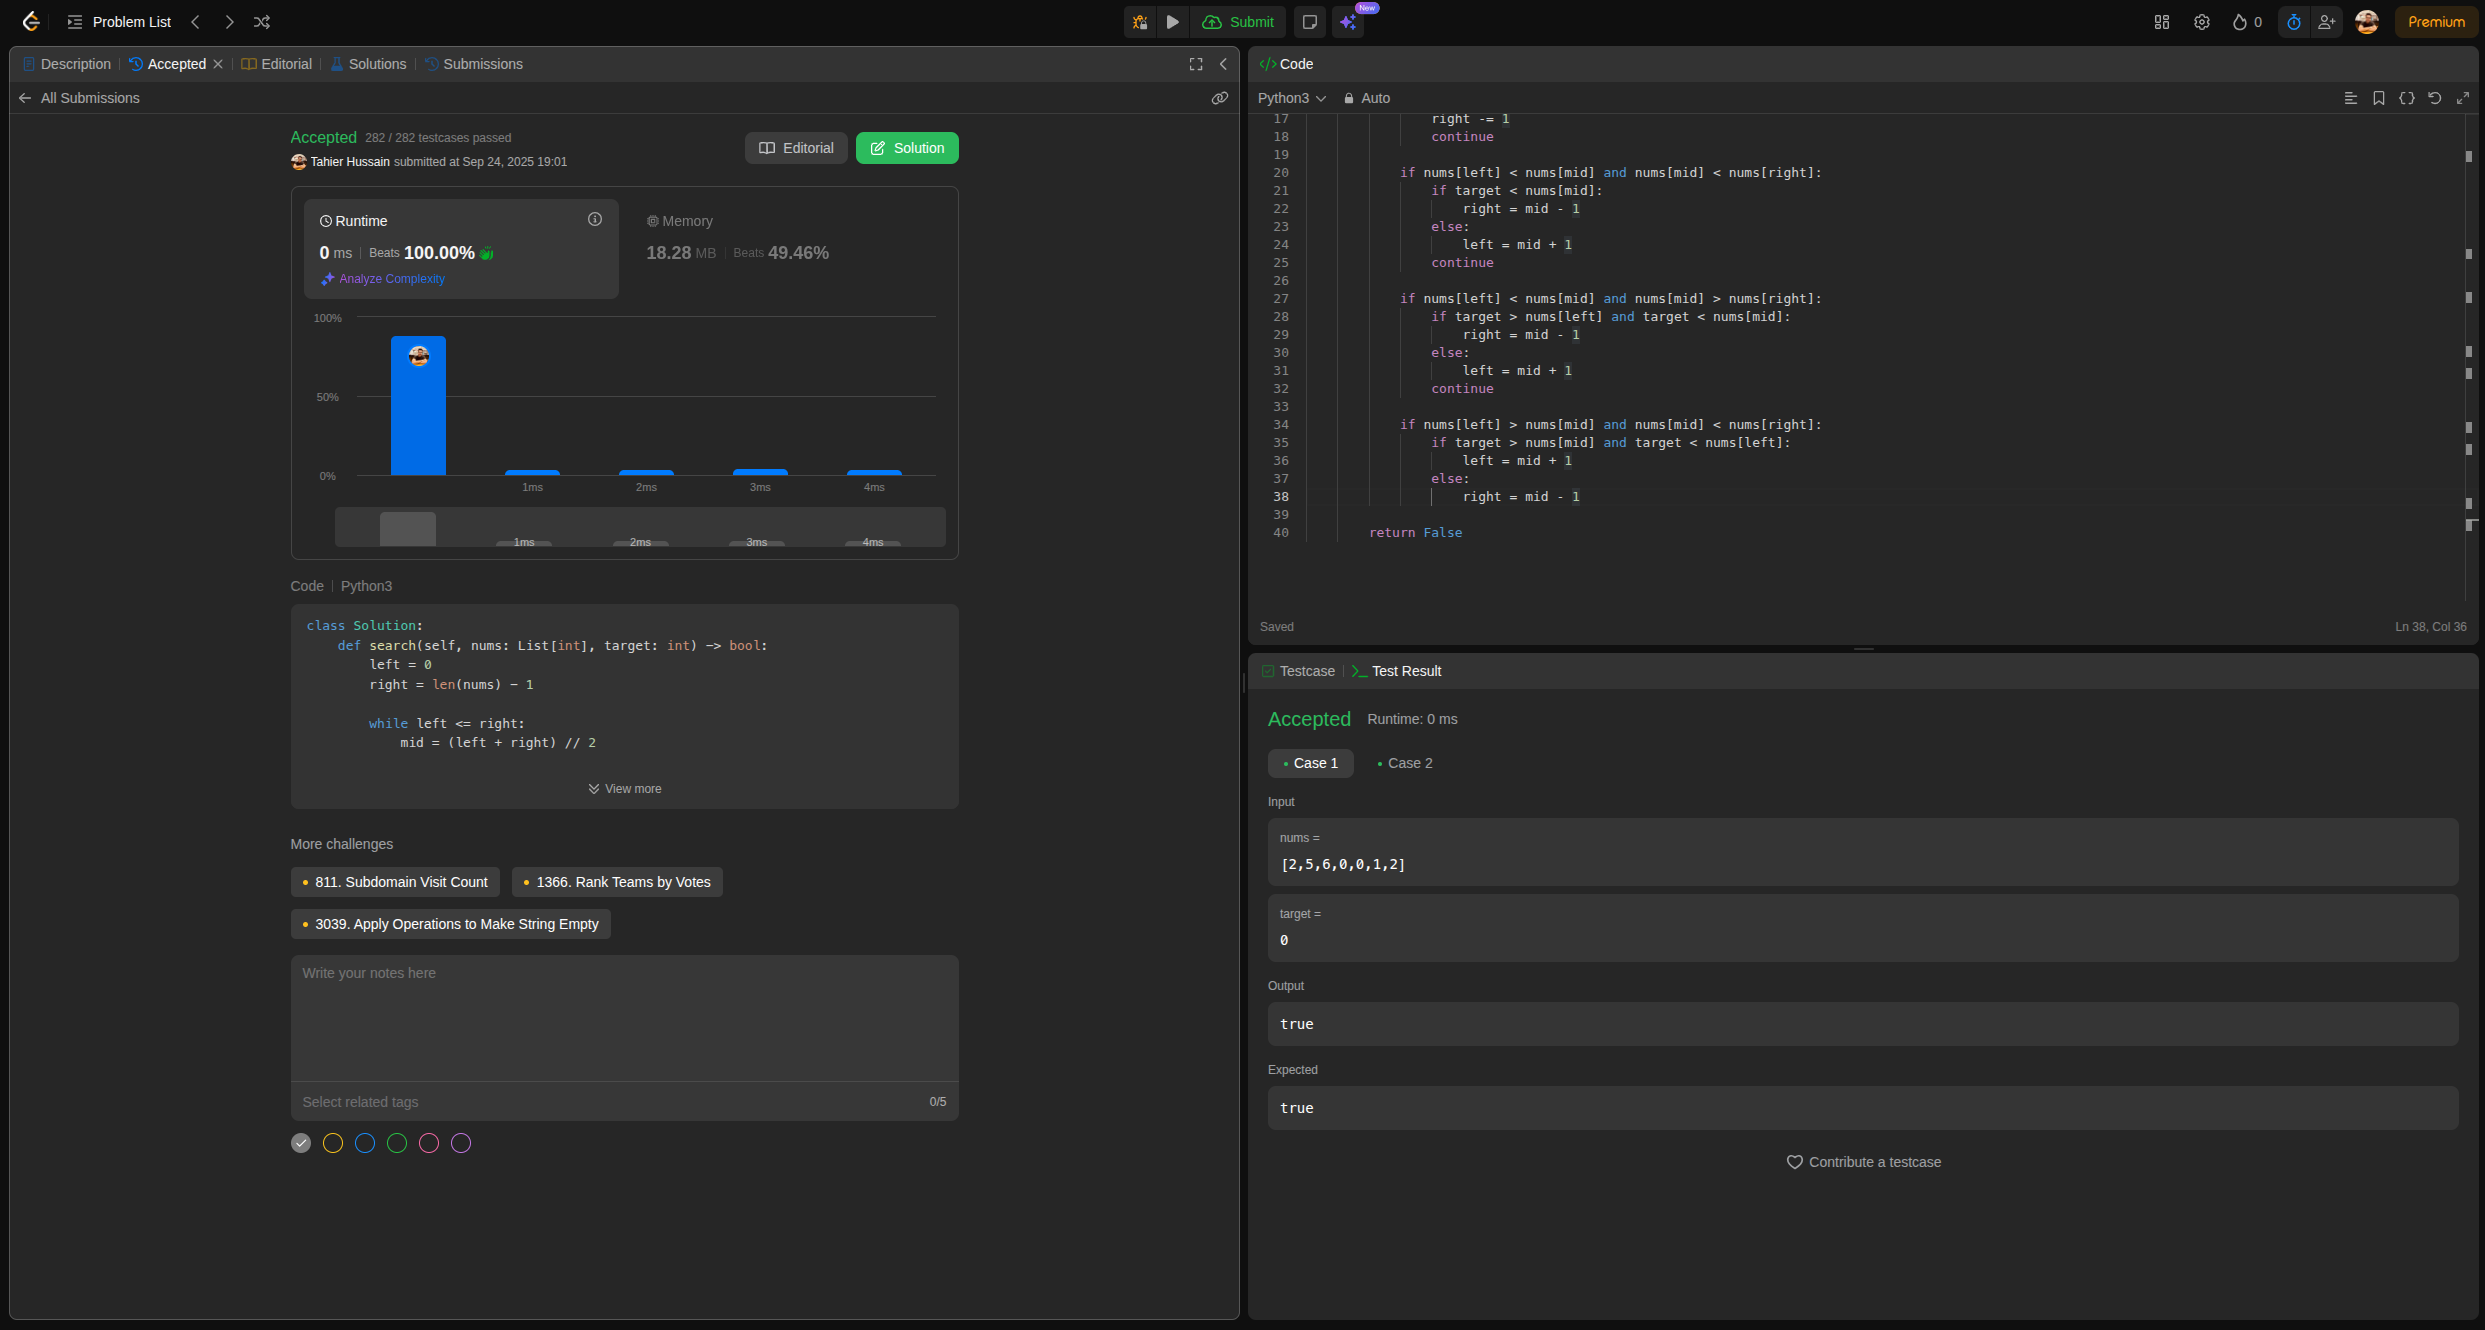 Problem List
Submit
New
0
Premium
Description | Accepted | Editorial | Solutions | Submissions
All Submissions
Accepted 282 / 282 testcases passed
Tahier Hussain submitted at Sep 24, 2025 19:01
Editorial
Solution
Runtime
0 ms | Beats 100.00%
Analyze Complexity
Memory
18.28 MB | Beats 49.46%
100%
50%
0%
1ms 2ms 3ms 4ms
1ms 2ms 3ms 4ms
Code | Python3
class Solution:
    def search(self, nums: List[int], target: int) -> bool:
        left = 0
        right = len(nums) - 1
        while left <= right:
            mid = (left + right) // 2
View more
More challenges
811. Subdomain Visit Count
1366. Rank Teams by Votes
3039. Apply Operations to Make String Empty
Write your notes here
Select related tags
0/5
Code
Python3
Auto
17                 right -= 1
18                 continue
19
20             if nums[left] < nums[mid] and nums[mid] < nums[right]:
21                 if target < nums[mid]:
22                     right = mid - 1
23                 else:
24                     left = mid + 1
25                 continue
26
27             if nums[left] < nums[mid] and nums[mid] > nums[right]:
28                 if target > nums[left] and target < nums[mid]:
29                     right = mid - 1
30                 else:
31                     left = mid + 1
32                 continue
33
34             if nums[left] > nums[mid] and nums[mid] < nums[right]:
35                 if target > nums[mid] and target < nums[left]:
36                     left = mid + 1
37                 else:
38                     right = mid - 1
39
40         return False
Saved
Ln 38, Col 36
Testcase | Test Result
Accepted Runtime: 0 ms
Case 1
Case 2
Input
nums =
[2,5,6,0,0,1,2]
target =
0
Output
true
Expected
true
Contribute a testcase